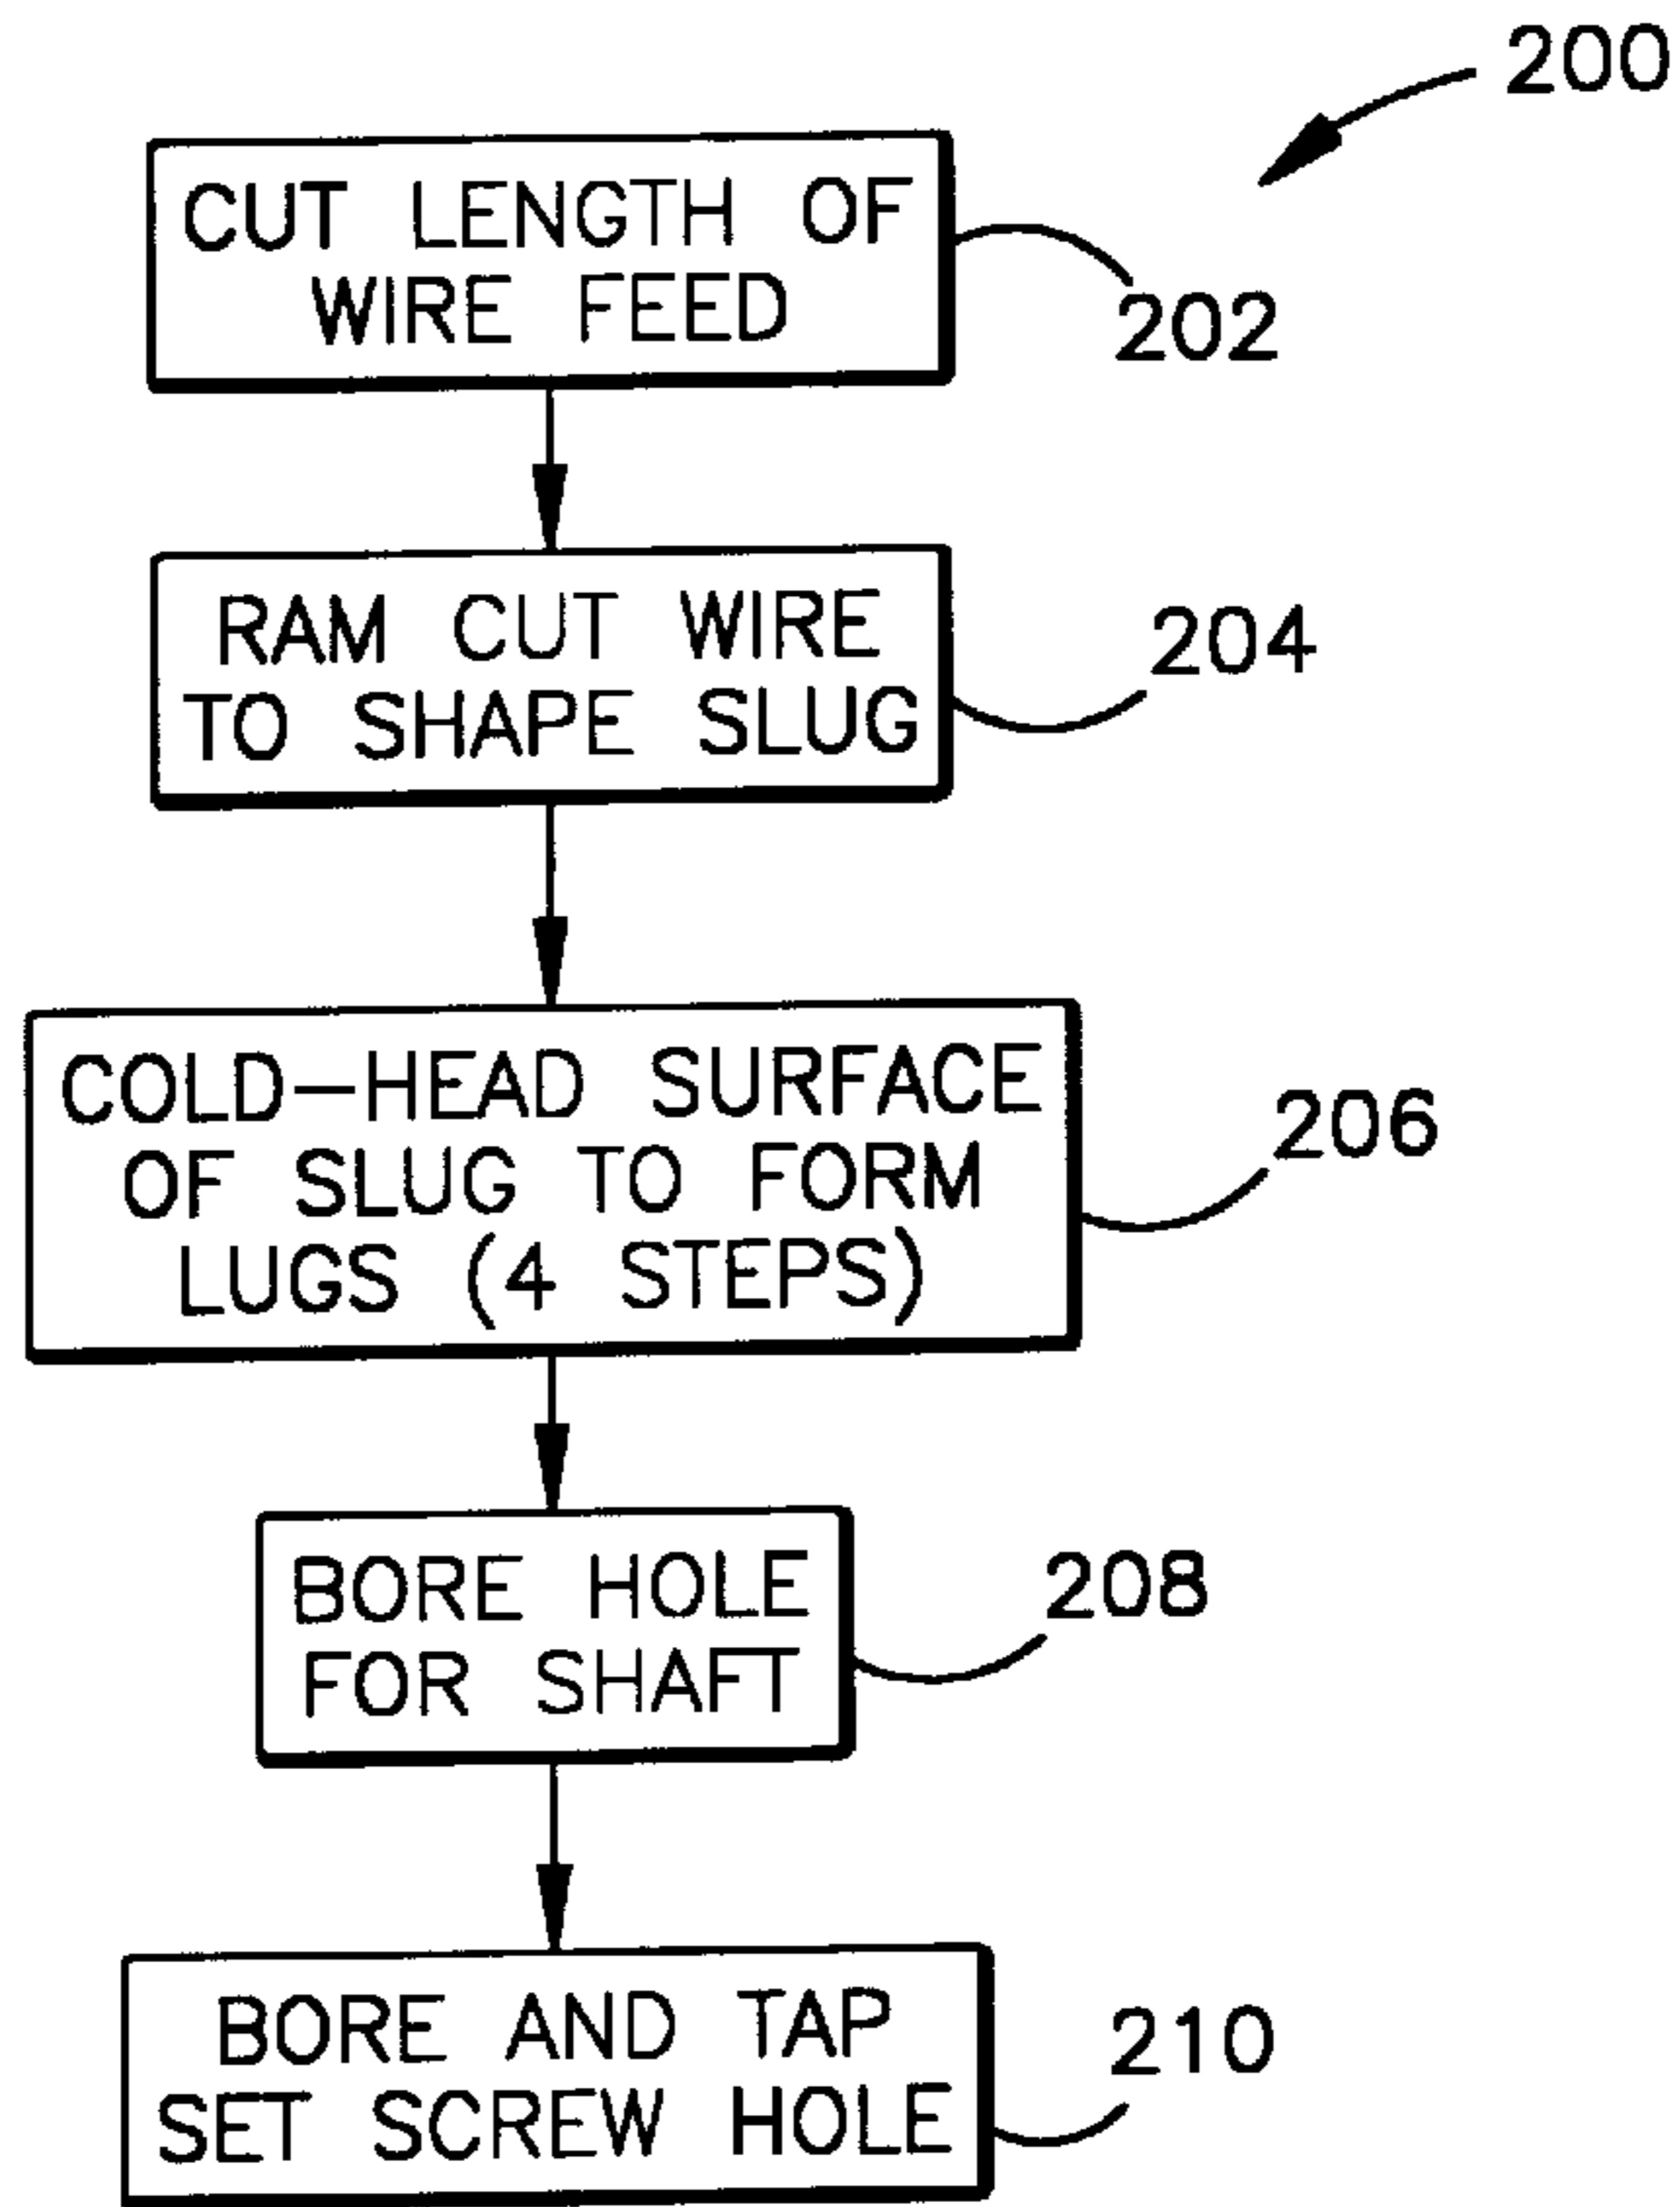 200
CUT LENGTH OF
WIRE FEED
202
RAM CUT WIRE
TO SHAPE SLUG
204
COLD-HEAD SURFACE
OF SLUG TO FORM
LUGS (4 STEPS)
206
BORE HOLE
FOR SHAFT
208
BORE AND TAP
SET SCREW HOLE
210